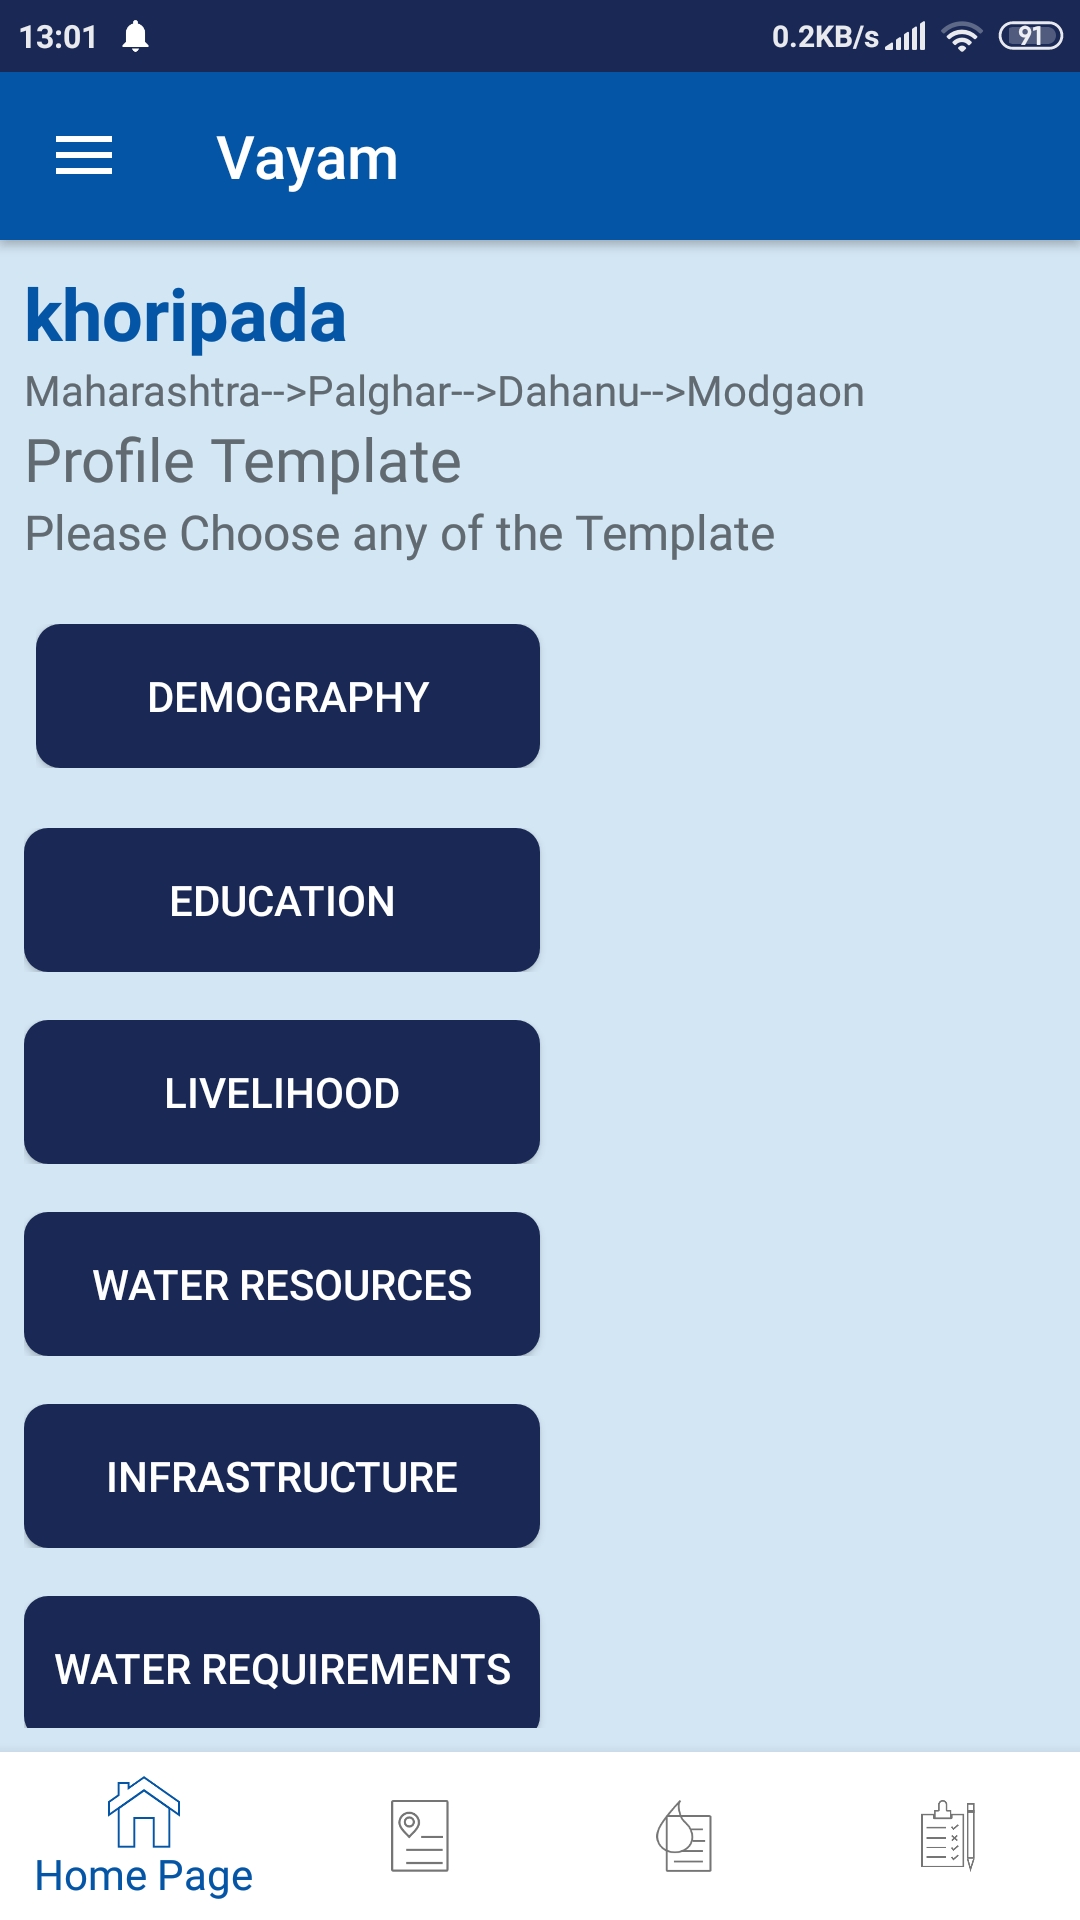 13:01 0.2KB/s 91
Vayam
khoripada
Maharashtra-->Palghar-->Dahanu-->Modgaon
Profile Template
Please Choose any of the Template
DEMOGRAPHY
EDUCATION
LIVELIHOOD
WATER RESOURCES
INFRASTRUCTURE
WATER REQUIREMENTS
Home Page